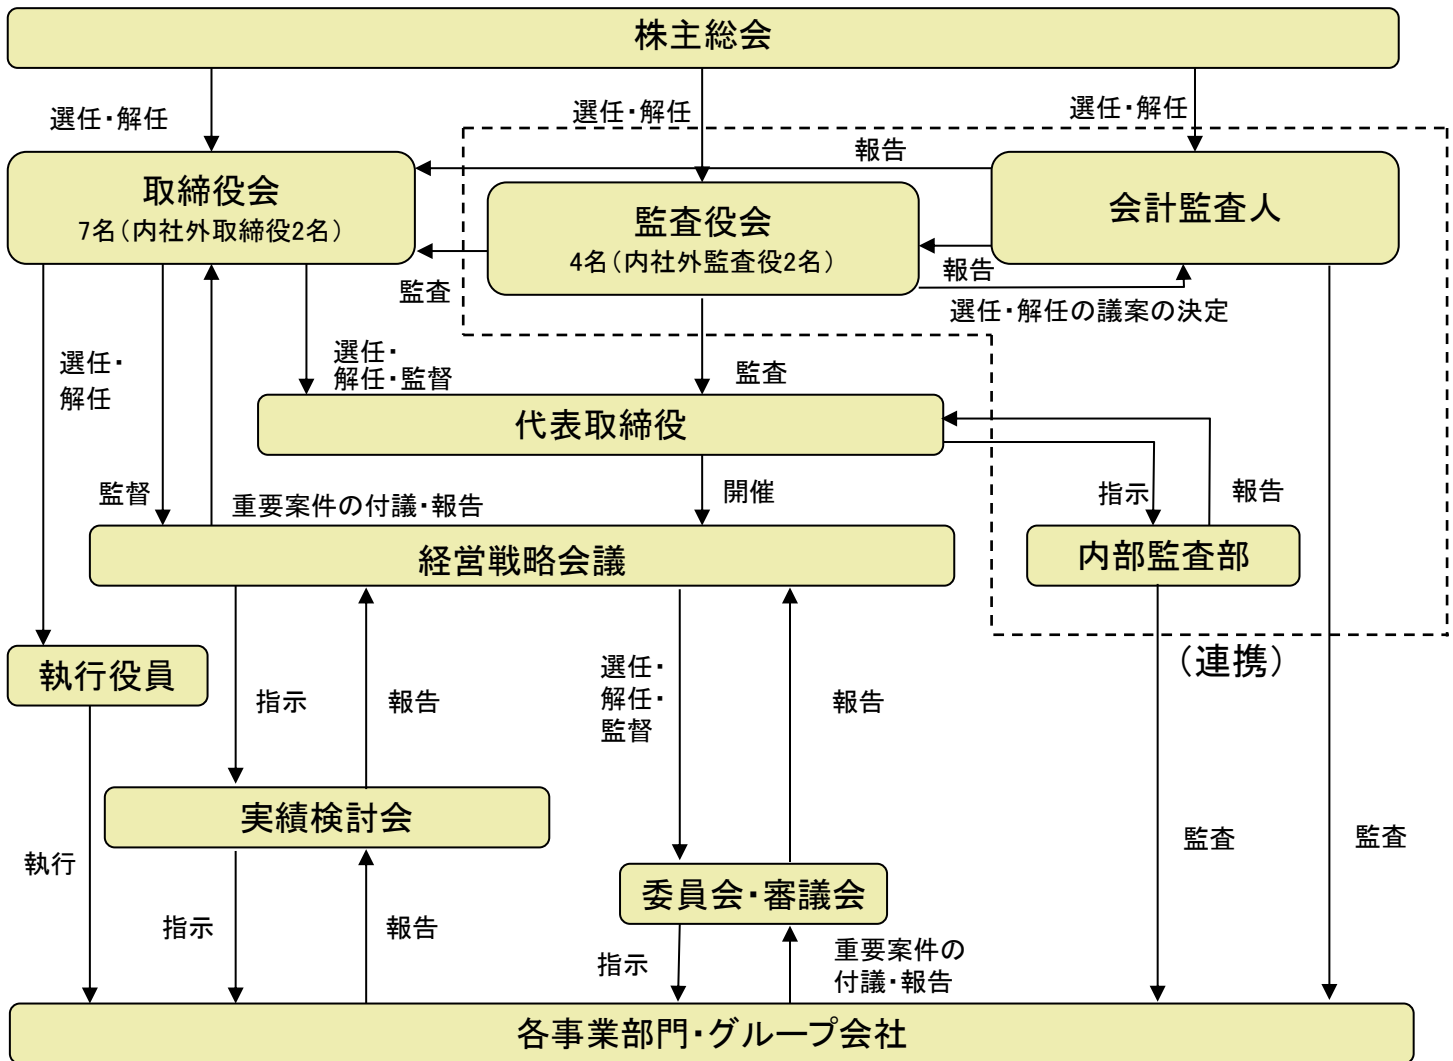 株主総会
選任・解任
選任・解任
選任・解任
報告
取締役会
7名（内社外取締役2名）
監査役会
4名（内社外監査役2名）
会計監査人
監査
報告
選任・解任の議案の決定
選任・
解任
選任・
解任・監督
監査
代表取締役
監督
重要案件の付議・報告
開催
指示
報告
経営戦略会議
内部監査部
執行役員
（連携）
指示
報告
選任・
解任・
監督
報告
実績検討会
執行
監査
監査
委員会・審議会
指示
報告
指示
重要案件の
付議・報告
各事業部門・グループ会社